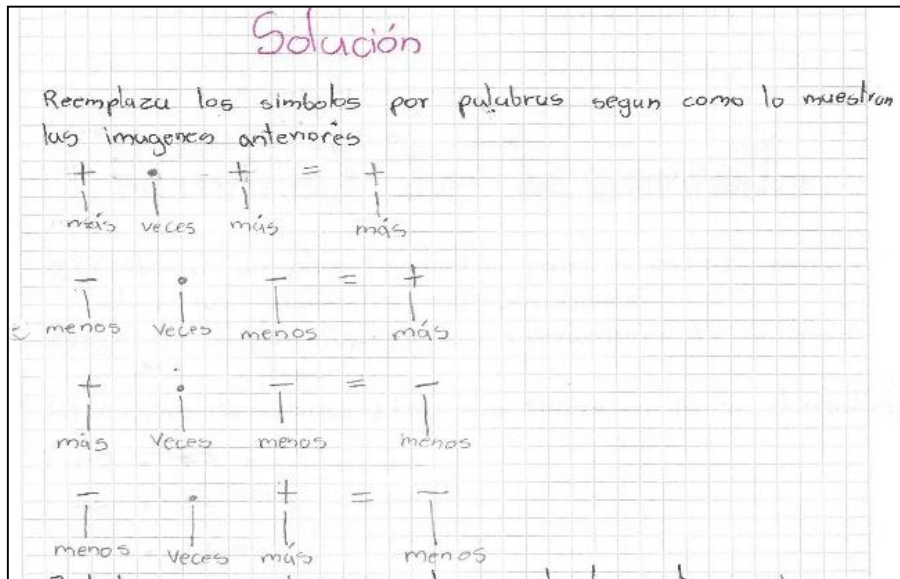 Solución
Reemplaza los simbolos por palabras segun como lo muestran
las imagenes anteriores
+ • + = +
más veces más más
- • - = +
menos veces menos más
+ • - = -
más veces menos menos
- • + = -
menos veces más menos